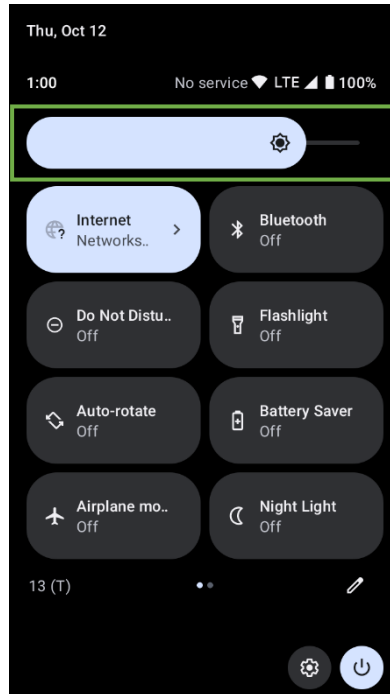 Thu, Oct 12
1:00 No service LTE 100%
Internet
Networks..
Bluetooth
Off
Do Not Distu..
Off
Flashlight
Off
Auto-rotate
Off
Battery Saver
Off
Airplane mo..
Off
Night Light
Off
13 (T)